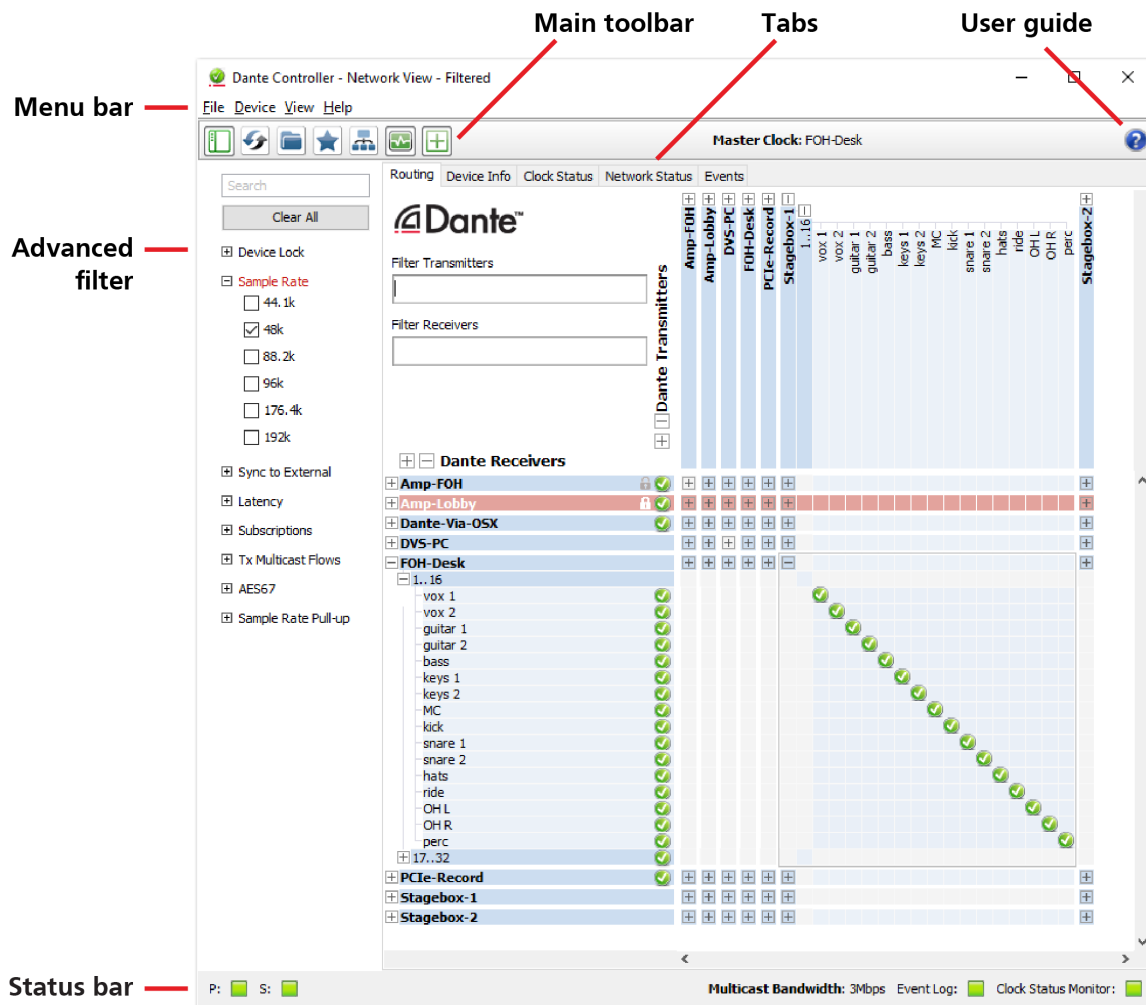 Main toolbar
Tabs
User guide
Dante Controller - Network View - Filtered
Menu bar
File Device View Help
Master Clock: FOH-Desk
?
Search
Clear All
Advanced
filter
Device Lock
Sample Rate
44.1k
48k
88.2k
96k
176.4k
192k
Sync to External
Latency
Subscriptions
Tx Multicast Flows
AES67
Sample Rate Pull-up
Routing Device Info Clock Status Network Status Events
Dante™
Filter Transmitters
Filter Receivers
Dante Transmitters
Amp-FOH
Amp-Lobby
DVS-PC
FOH-Desk
PCIe-Record
Stagebox-1
1..16
vox 1
vox 2
guitar 1
guitar 2
bass
keys 1
keys 2
MC
kick
snare 1
snare 2
hats
ride
OH L
OH R
perc
Stagebox-2
Dante Receivers
Amp-FOH
Amp-Lobby
Dante-Via-OSX
DVS-PC
FOH-Desk
1..16
vox 1
vox 2
guitar 1
guitar 2
bass
keys 1
keys 2
MC
kick
snare 1
snare 2
hats
ride
OH L
OH R
perc
17..32
PCIe-Record
Stagebox-1
Stagebox-2
Status bar
P: S:
Multicast Bandwidth: 3Mbps Event Log: Clock Status Monitor: